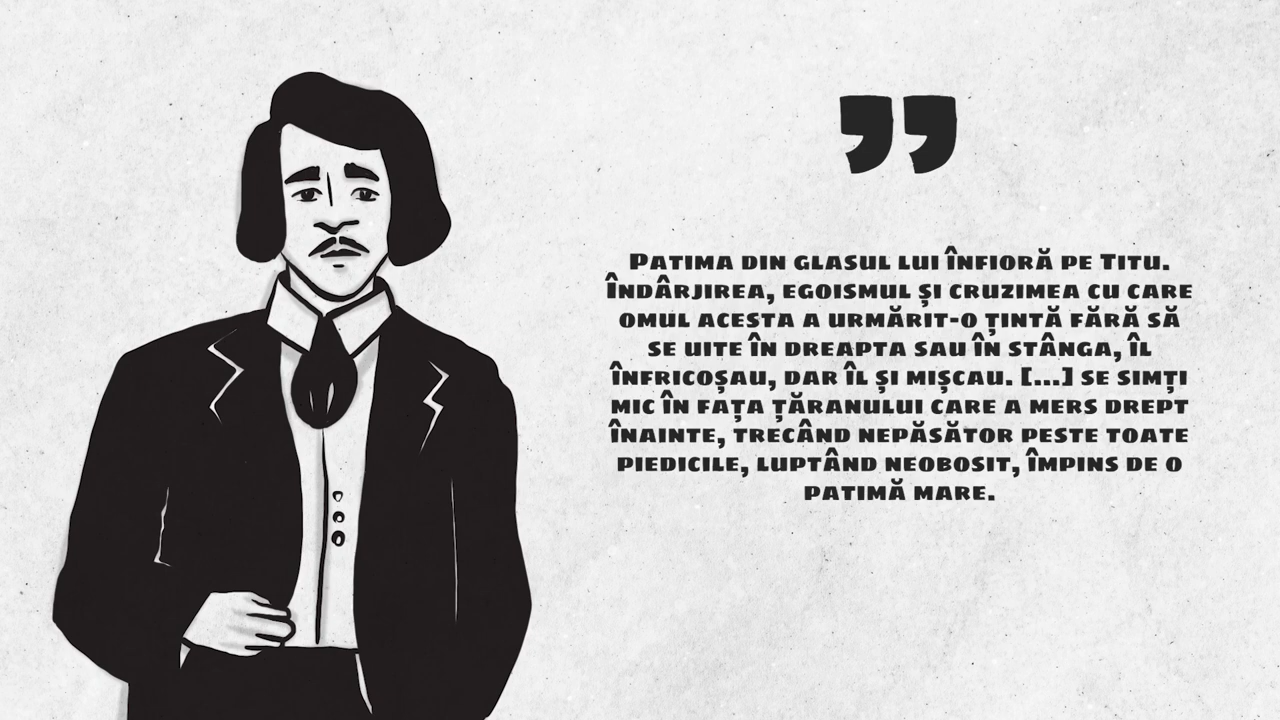 ”
Patima din glasul lui înfioră pe Titu.
Îndârjirea, egoismul și cruzimea cu care
omul acesta a urmărit-o țintă fără să
se uite în dreapta sau în stânga, îl
înfricoșau, dar îl și mișcau. [...] se simți
mic în fața țăranului care a mers drept
înainte, trecând nepăsător peste toate
piedicile, luptând neobosit, împins de o
patimă mare.